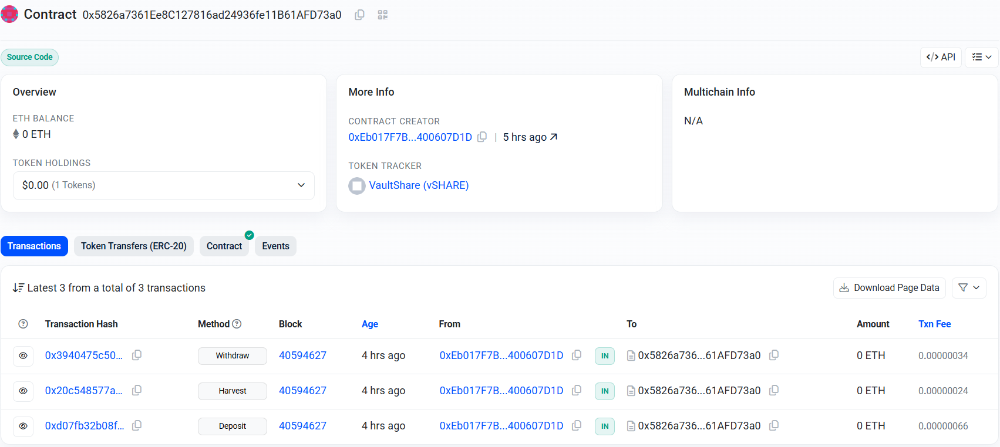 Contract 0x5826a7361Ee8C127816ad24936fe11B61AFD73a0
Source Code
</> API
Overview
ETH BALANCE
0 ETH
TOKEN HOLDINGS
$0.00 (1 Tokens)
More Info
CONTRACT CREATOR
0xEb017F7B...400607D1D | 5 hrs ago
TOKEN TRACKER
VaultShare (vSHARE)
Multichain Info
N/A
Transactions Token Transfers (ERC-20) Contract Events
Latest 3 from a total of 3 transactions
Download Page Data
? Transaction Hash Method ? Block Age From To Amount Txn Fee
0x3940475c50... Withdraw 40594627 4 hrs ago 0xEb017F7B...400607D1D IN 0x5826a736...61AFD73a0 0 ETH 0.00000034
0x20c548577a... Harvest 40594627 4 hrs ago 0xEb017F7B...400607D1D IN 0x5826a736...61AFD73a0 0 ETH 0.00000024
0xd07fb32b08f... Deposit 40594627 4 hrs ago 0xEb017F7B...400607D1D IN 0x5826a736...61AFD73a0 0 ETH 0.00000066